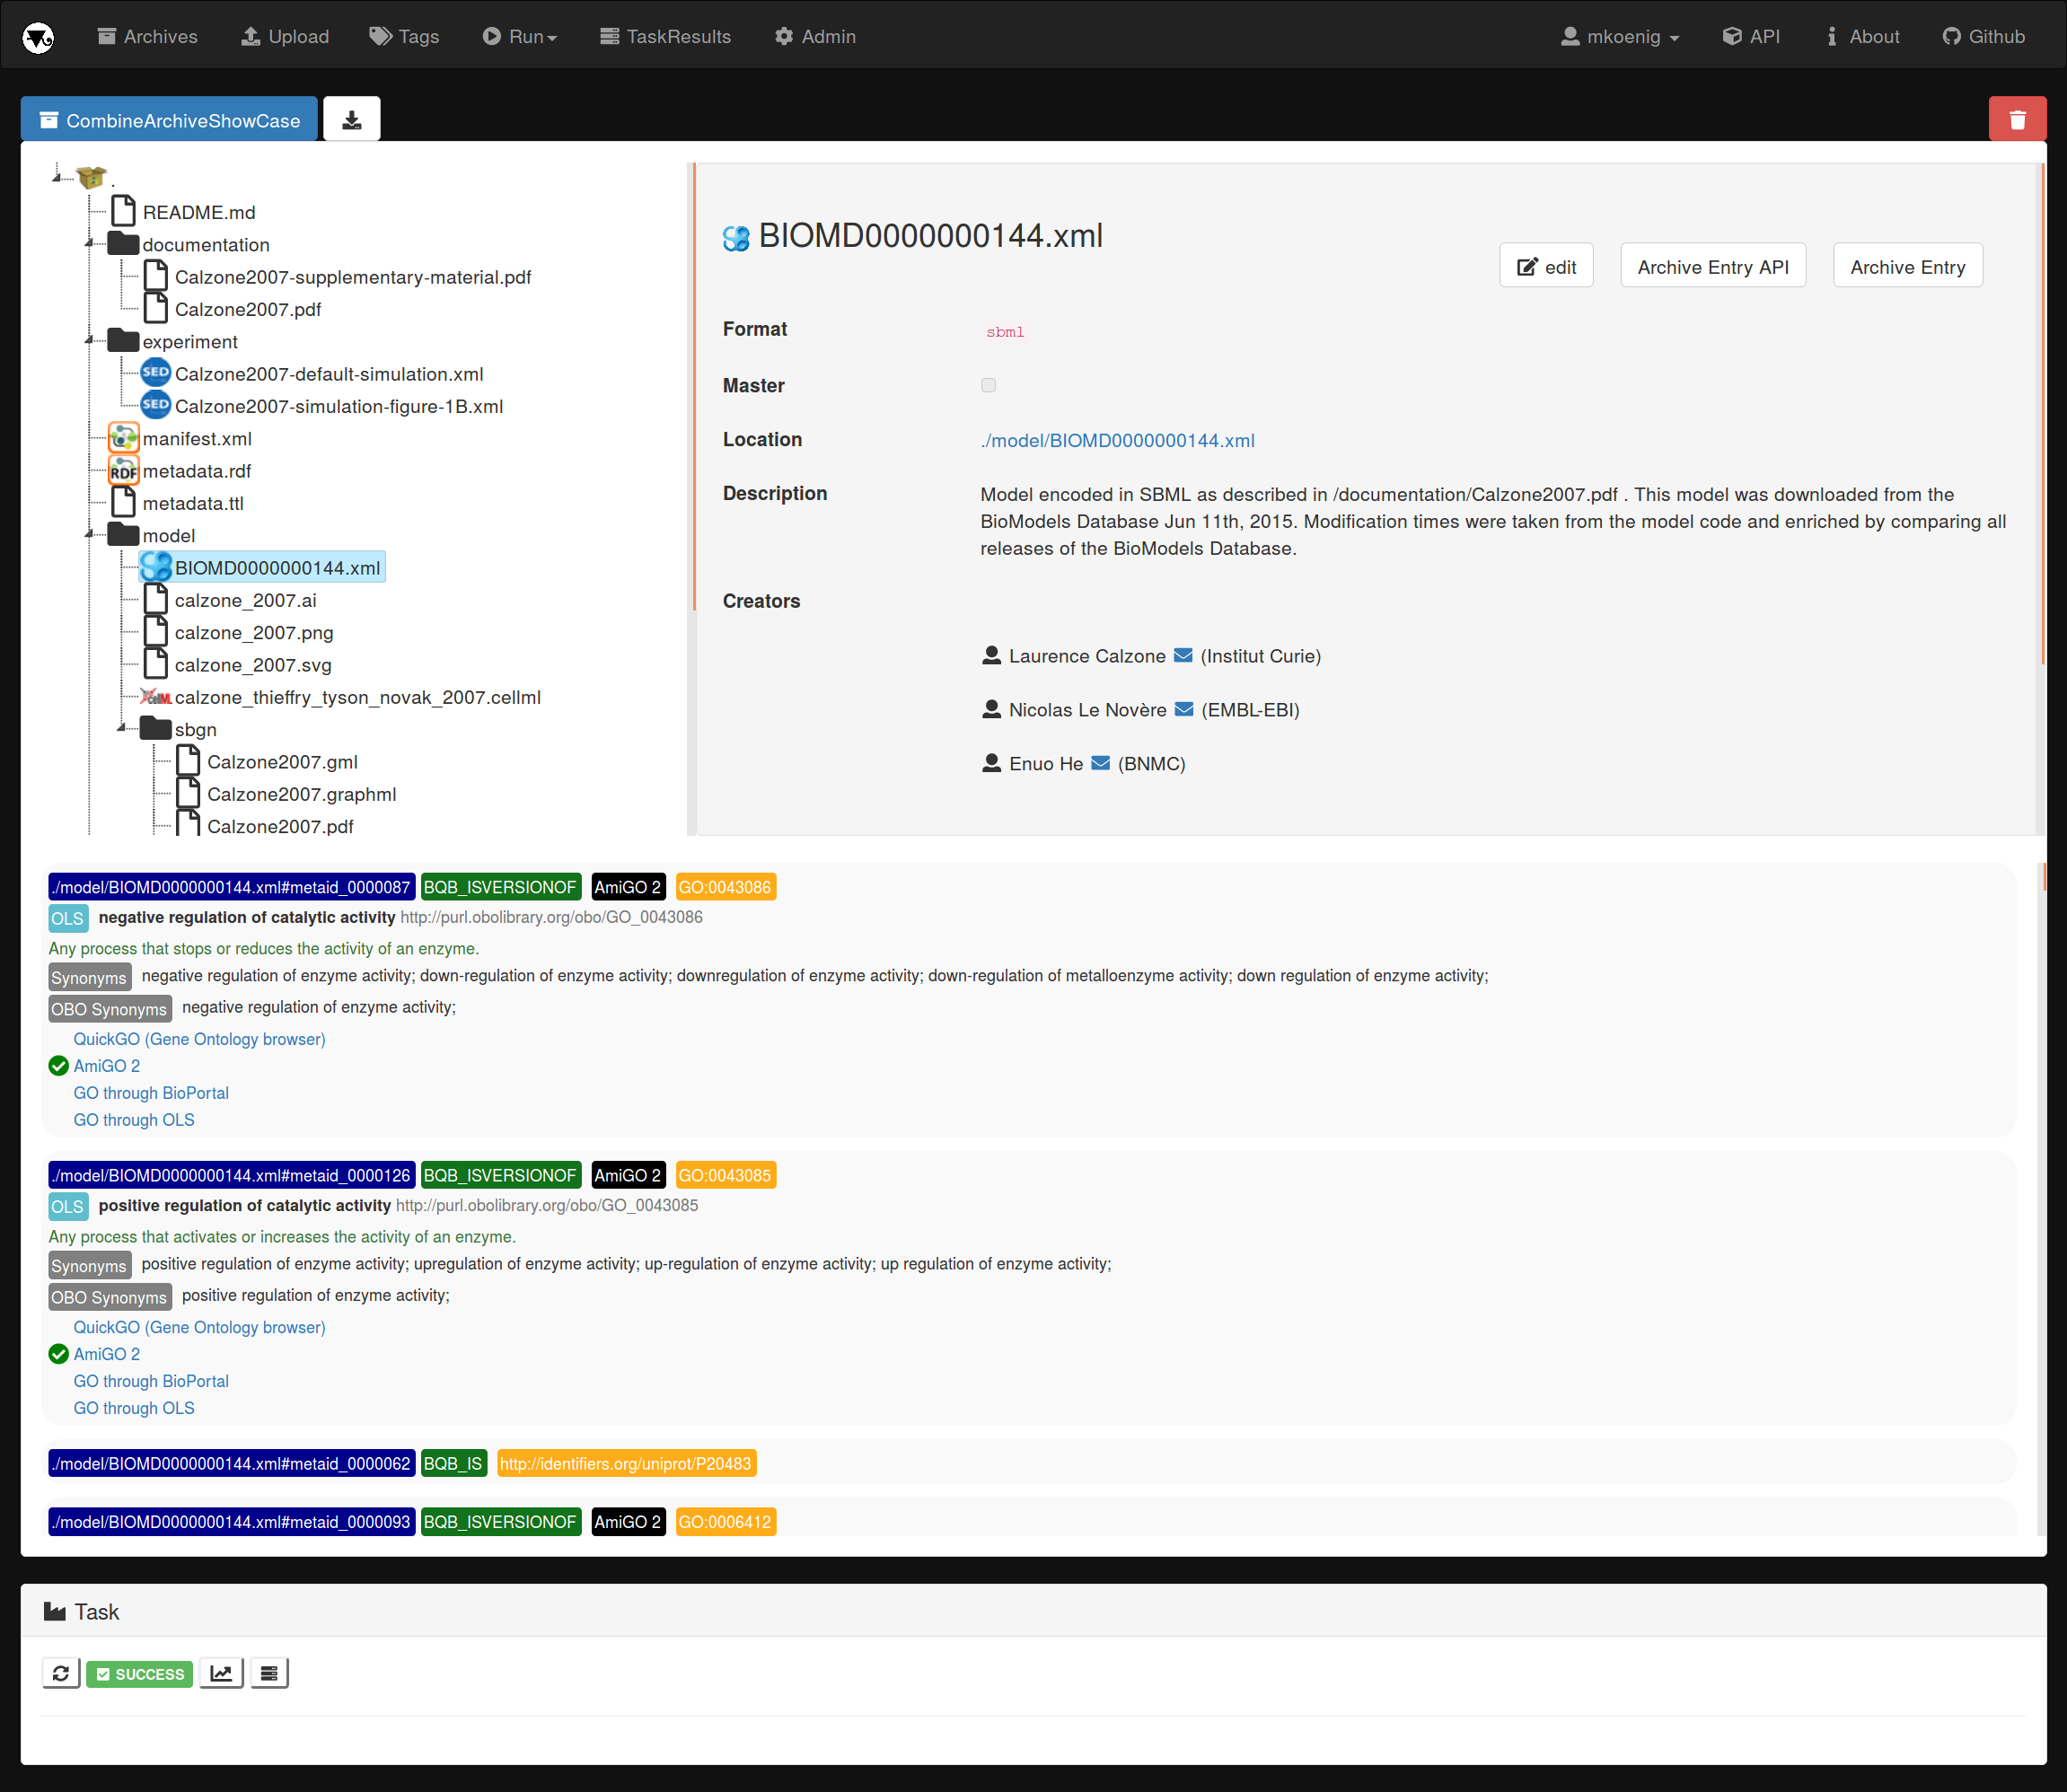 Archives Upload Tags Run TaskResults Admin mkoenig API About Github
CombineArchiveShowCase
.
README.md
documentation
Calzone2007-supplementary-material.pdf
Calzone2007.pdf
experiment
SED Calzone2007-default-simulation.xml
SED Calzone2007-simulation-figure-1B.xml
manifest.xml
RDF metadata.rdf
metadata.ttl
model
BIOMD0000000144.xml
calzone_2007.ai
calzone_2007.png
calzone_2007.svg
calzone_thieffry_tyson_novak_2007.cellml
sbgn
Calzone2007.gml
Calzone2007.graphml
Calzone2007.pdf
BIOMD0000000144.xml
edit Archive Entry API Archive Entry
Format sbml
Master
Location ./model/BIOMD0000000144.xml
Description Model encoded in SBML as described in /documentation/Calzone2007.pdf . This model was downloaded from the
BioModels Database Jun 11th, 2015. Modification times were taken from the model code and enriched by comparing all
releases of the BioModels Database.
Creators
Laurence Calzone (Institut Curie)
Nicolas Le Novère (EMBL-EBI)
Enuo He (BNMC)
./model/BIOMD0000000144.xml#metaid_0000087 BQB_ISVERSIONOF AmiGO 2 GO:0043086
OLS negative regulation of catalytic activity http://purl.obolibrary.org/obo/GO_0043086
Any process that stops or reduces the activity of an enzyme.
Synonyms negative regulation of enzyme activity; down-regulation of enzyme activity; downregulation of enzyme activity; down-regulation of metalloenzyme activity; down regulation of enzyme activity;
OBO Synonyms negative regulation of enzyme activity;
QuickGO (Gene Ontology browser)
AmiGO 2
GO through BioPortal
GO through OLS
./model/BIOMD0000000144.xml#metaid_0000126 BQB_ISVERSIONOF AmiGO 2 GO:0043085
OLS positive regulation of catalytic activity http://purl.obolibrary.org/obo/GO_0043085
Any process that activates or increases the activity of an enzyme.
Synonyms positive regulation of enzyme activity; upregulation of enzyme activity; up-regulation of enzyme activity; up regulation of enzyme activity;
OBO Synonyms positive regulation of enzyme activity;
QuickGO (Gene Ontology browser)
AmiGO 2
GO through BioPortal
GO through OLS
./model/BIOMD0000000144.xml#metaid_0000062 BQB_IS http://identifiers.org/uniprot/P20483
./model/BIOMD0000000144.xml#metaid_0000093 BQB_ISVERSIONOF AmiGO 2 GO:0006412
Task
SUCCESS